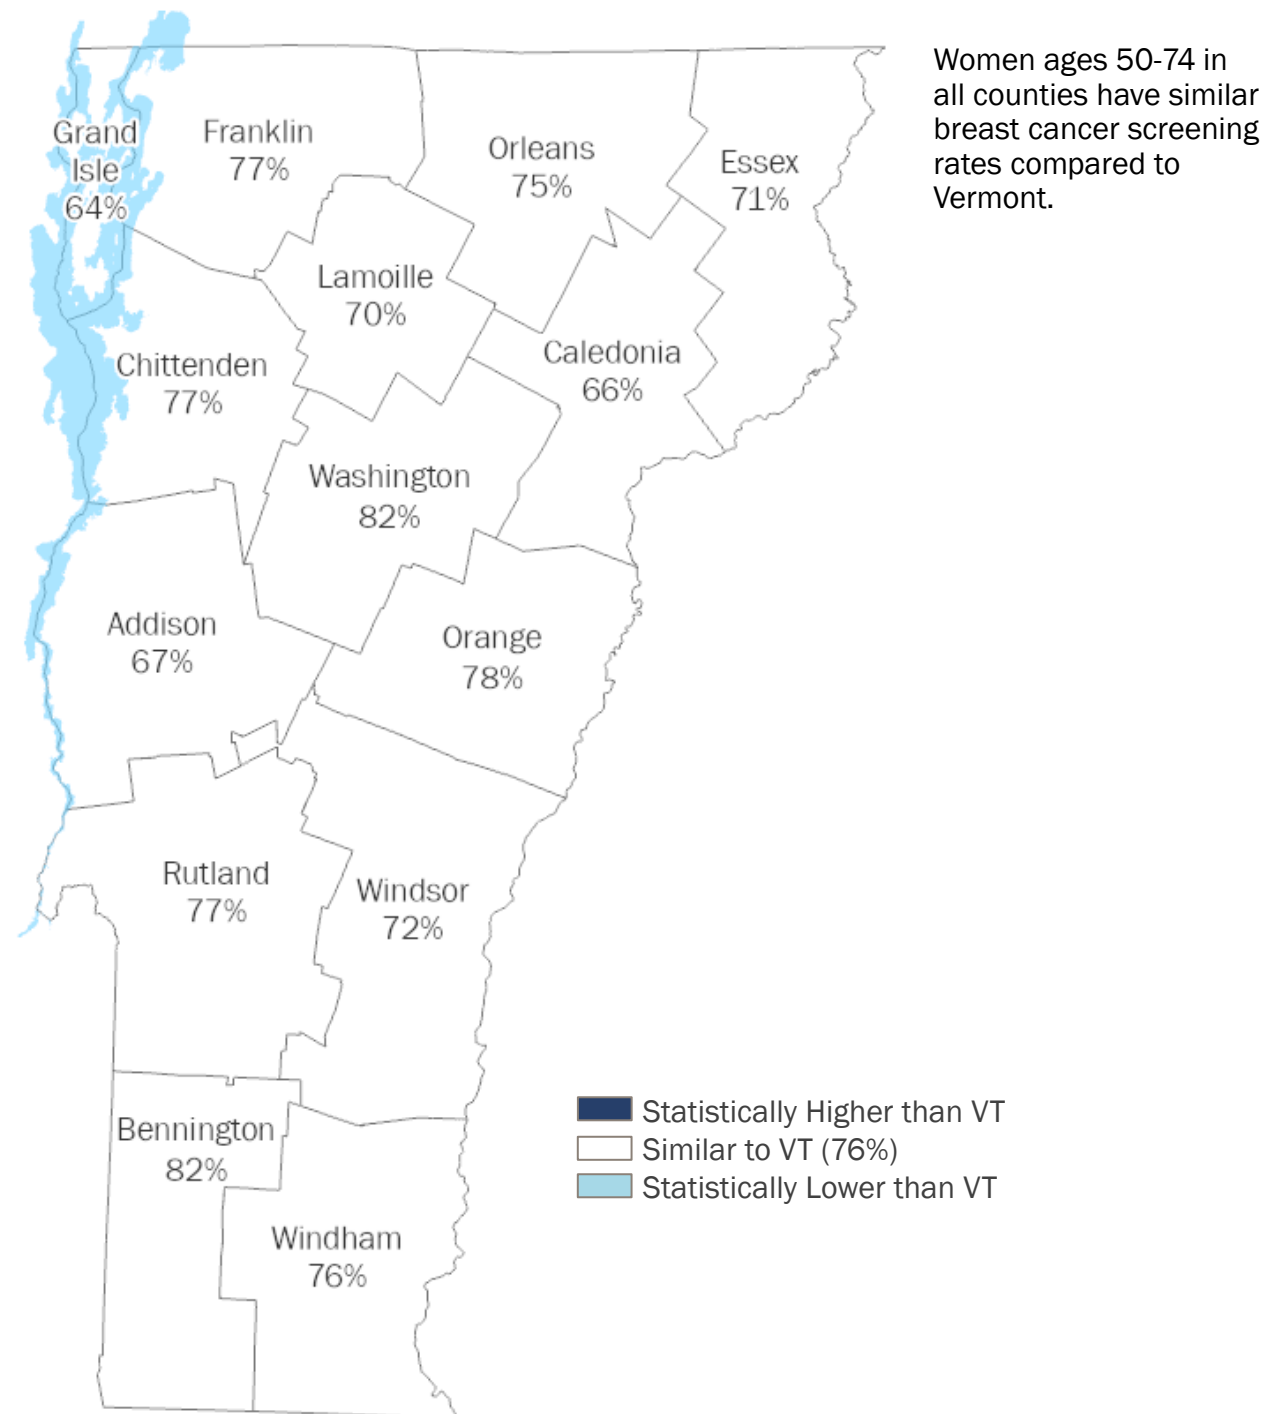 Women ages 50-74 in
all counties have similar
breast cancer screening
rates compared to
Vermont.
Grand
Isle
64%
Franklin
77%
Orleans
75%
Essex
71%
Lamoille
70%
Chittenden
77%
Caledonia
66%
Washington
82%
Addison
67%
Orange
78%
Rutland
77%
Windsor
72%
Bennington
82%
Windham
76%
Statistically Higher than VT
Similar to VT (76%)
Statistically Lower than VT